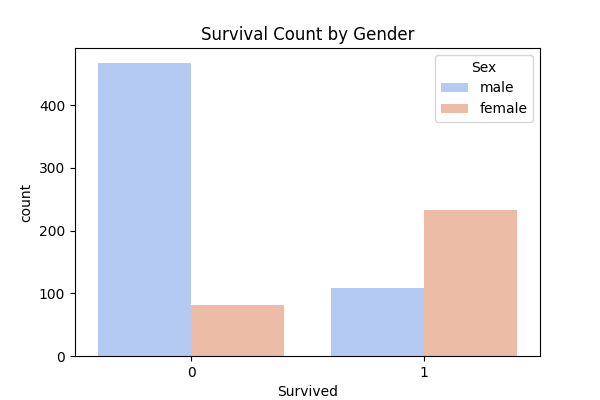 Survival Count by Gender
Sex
male
female
count
400
300
200
100
0
0 1
Survived